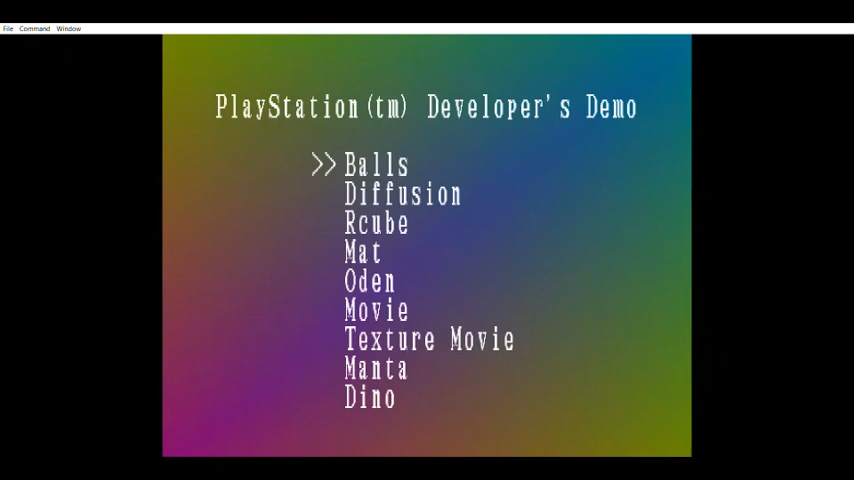 File Command Window
PlayStation(tm) Developer's Demo
>> Balls
Diffusion
Rcube
Mat
Oden
Movie
Texture Movie
Manta
Dino